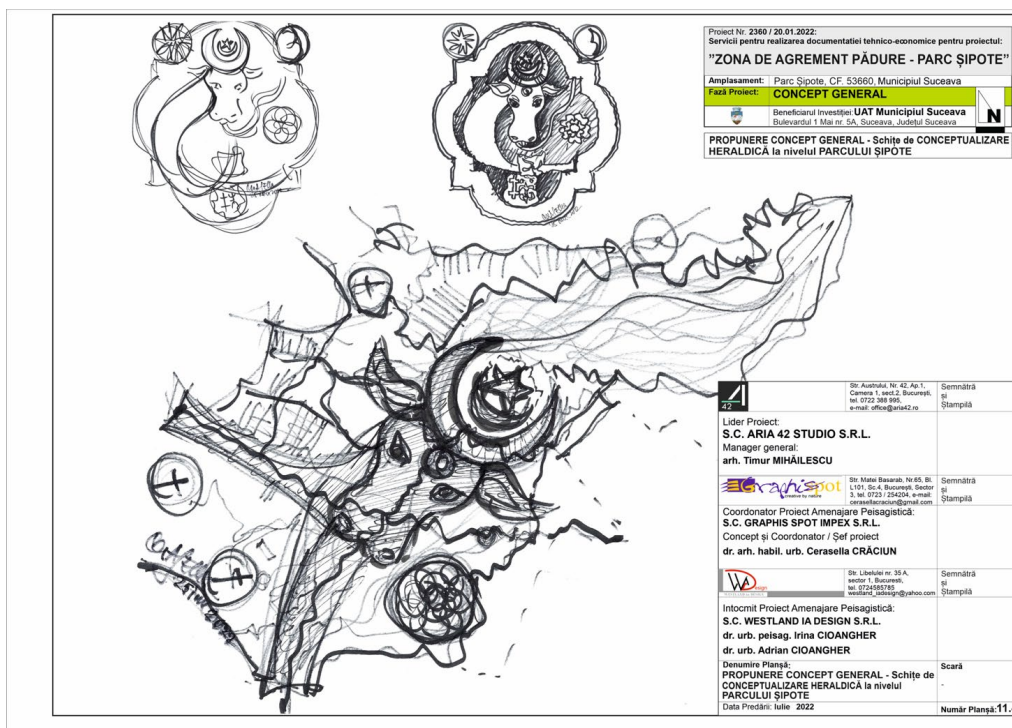 Proiect Nr. 2360 / 20.01.2022:
Servicii pentru realizarea documentatiei tehnico-economice pentru proiectul:
”ZONA DE AGREMENT PĂDURE - PARC ȘIPOTE”
Amplasament: Parc Șipote, CF. 53660, Municipiul Suceava
Fază Proiect: CONCEPT GENERAL
Beneficiarul Investiției: UAT Municipiul Suceava
Bulevardul 1 Mai nr. 5A, Suceava, Județul Suceava
N
PROPUNERE CONCEPT GENERAL - Schițe de CONCEPTUALIZARE
HERALDICĂ la nivelul PARCULUI ȘIPOTE
42
Str. Austrului, Nr. 42, Ap.1,
Camera 1, sect.2, București,
tel. 0722 388 995,
e-mail: office@aria42.ro
Semnătră
și
Ștampilă
Lider Proiect:
S.C. ARIA 42 STUDIO S.R.L.
Manager general:
arh. Timur MIHĂILESCU
GraphiSpot
creative by nature
Str. Matei Basarab, Nr.65, Bl.
L101, Sc.4, București, Sector
3, tel. 0723 / 254204, e-mail:
cerasellacraciun@gmail.com
Semnătră
și
Ștampilă
Coordonator Proiect Amenajare Peisagistică:
S.C. GRAPHIS SPOT IMPEX S.R.L.
Concept și Coordonator / Șef proiect
dr. arh. habil. urb. Cerasella CRĂCIUN
Str. Libelului nr. 35 A,
sector 1, Bucuresti,
tel. 0724585785
westland_iadesign@yahoo.com
Semnătră
și
Ștampilă
Intocmit Proiect Amenajare Peisagistică:
S.C. WESTLAND IA DESIGN S.R.L.
dr. urb. peisag. Irina CIOANGHER
dr. urb. Adrian CIOANGHER
Denumire Planșă:
PROPUNERE CONCEPT GENERAL - Schițe de
CONCEPTUALIZARE HERALDICĂ la nivelul
PARCULUI ȘIPOTE
Scară
-
Data Predării: Iulie 2022
Număr Planșă:11.